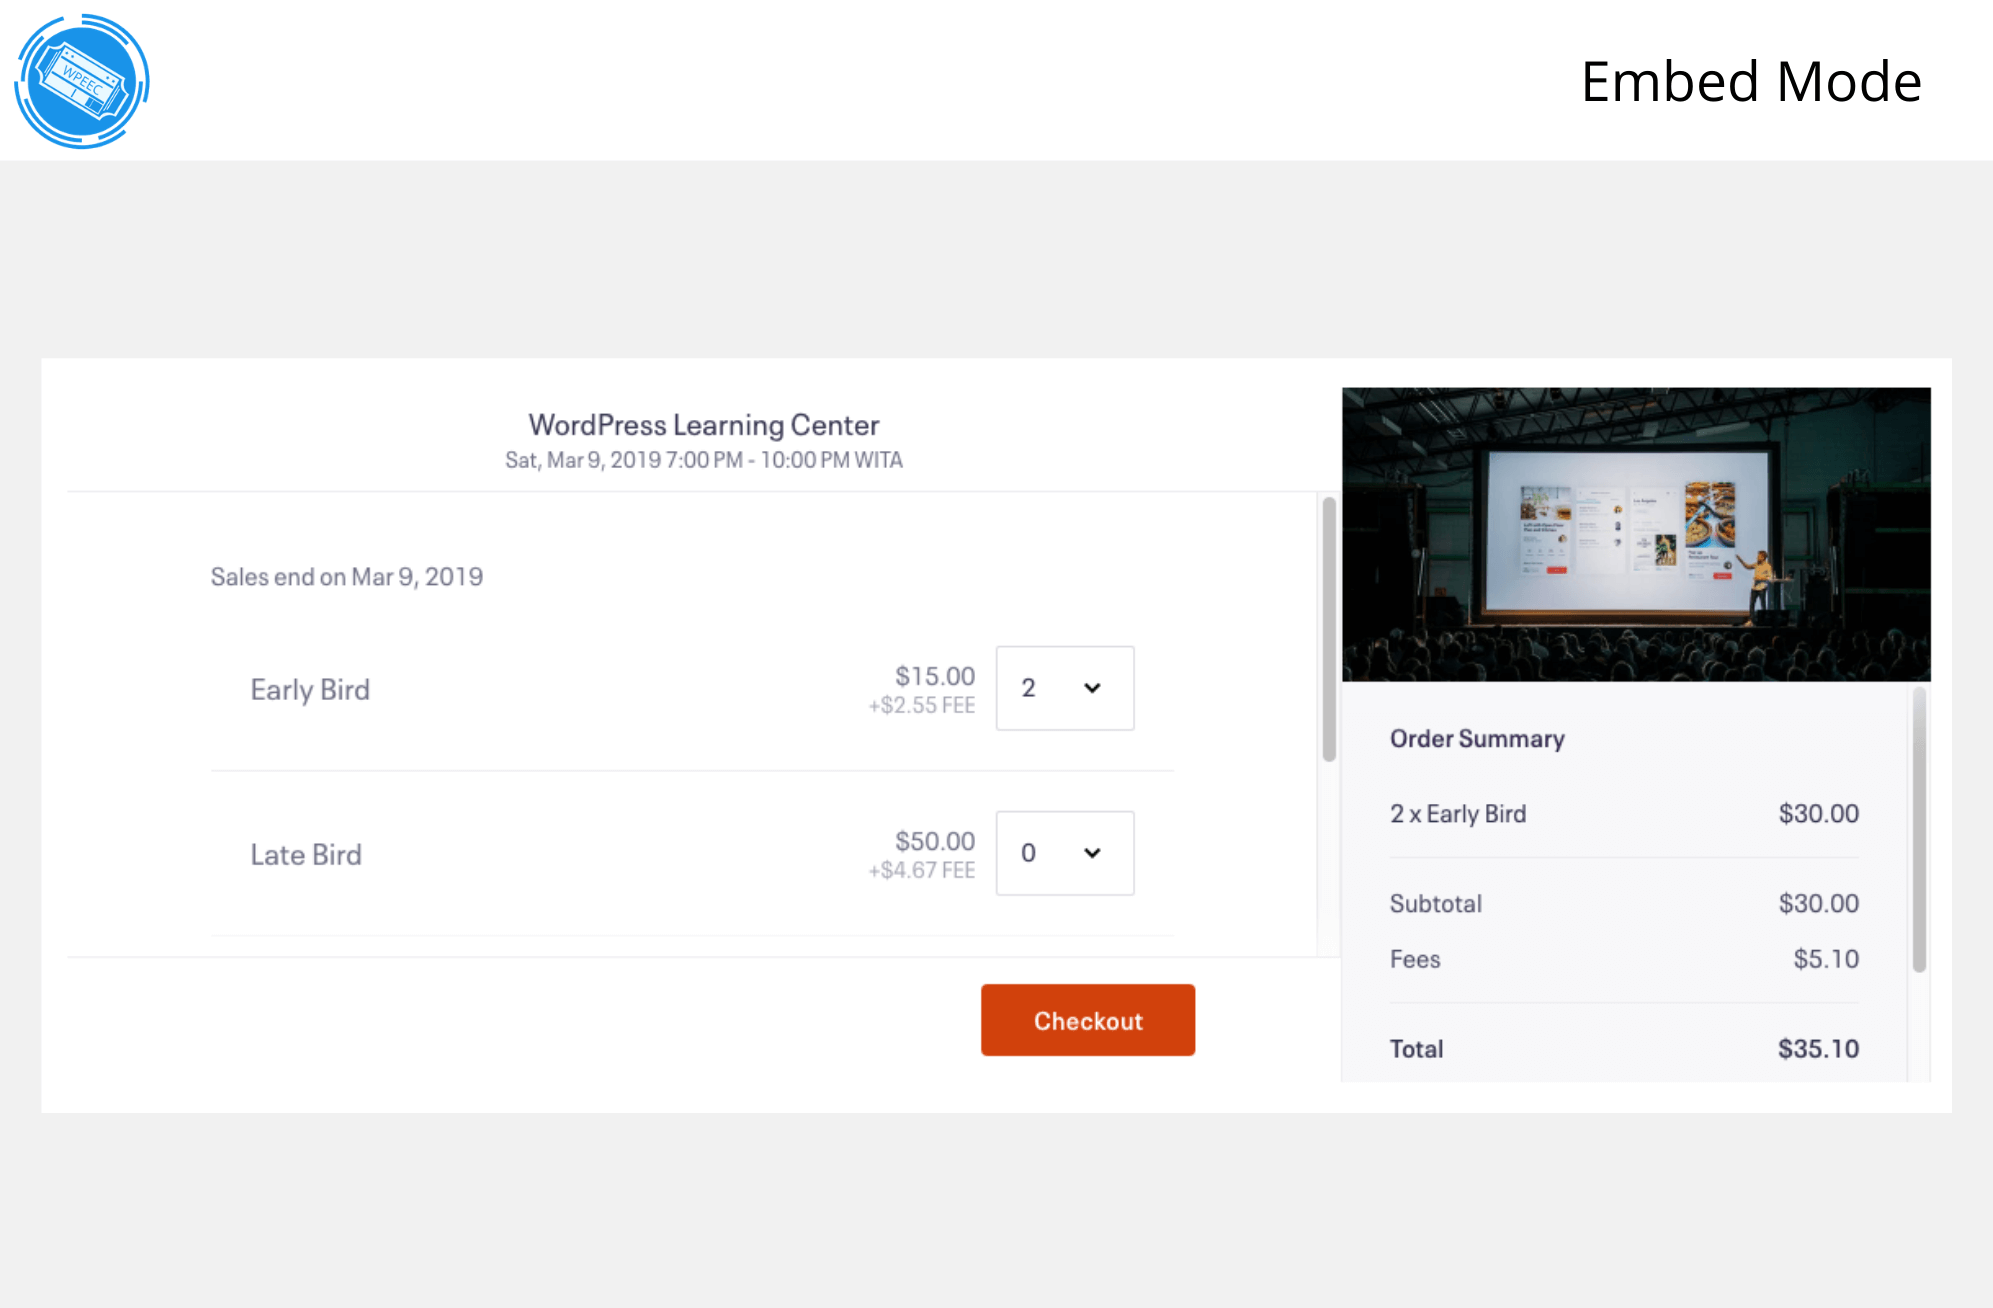 WPEEC
Embed Mode
WordPress Learning Center
Sat, Mar 9, 2019 7:00 PM - 10:00 PM WITA
Sales end on Mar 9, 2019
Early Bird
$15.00
+$2.55 FEE
2
Late Bird
$50.00
+$4.67 FEE
0
Checkout
Order Summary
2 x Early Bird $30.00
Subtotal $30.00
Fees $5.10
Total $35.10